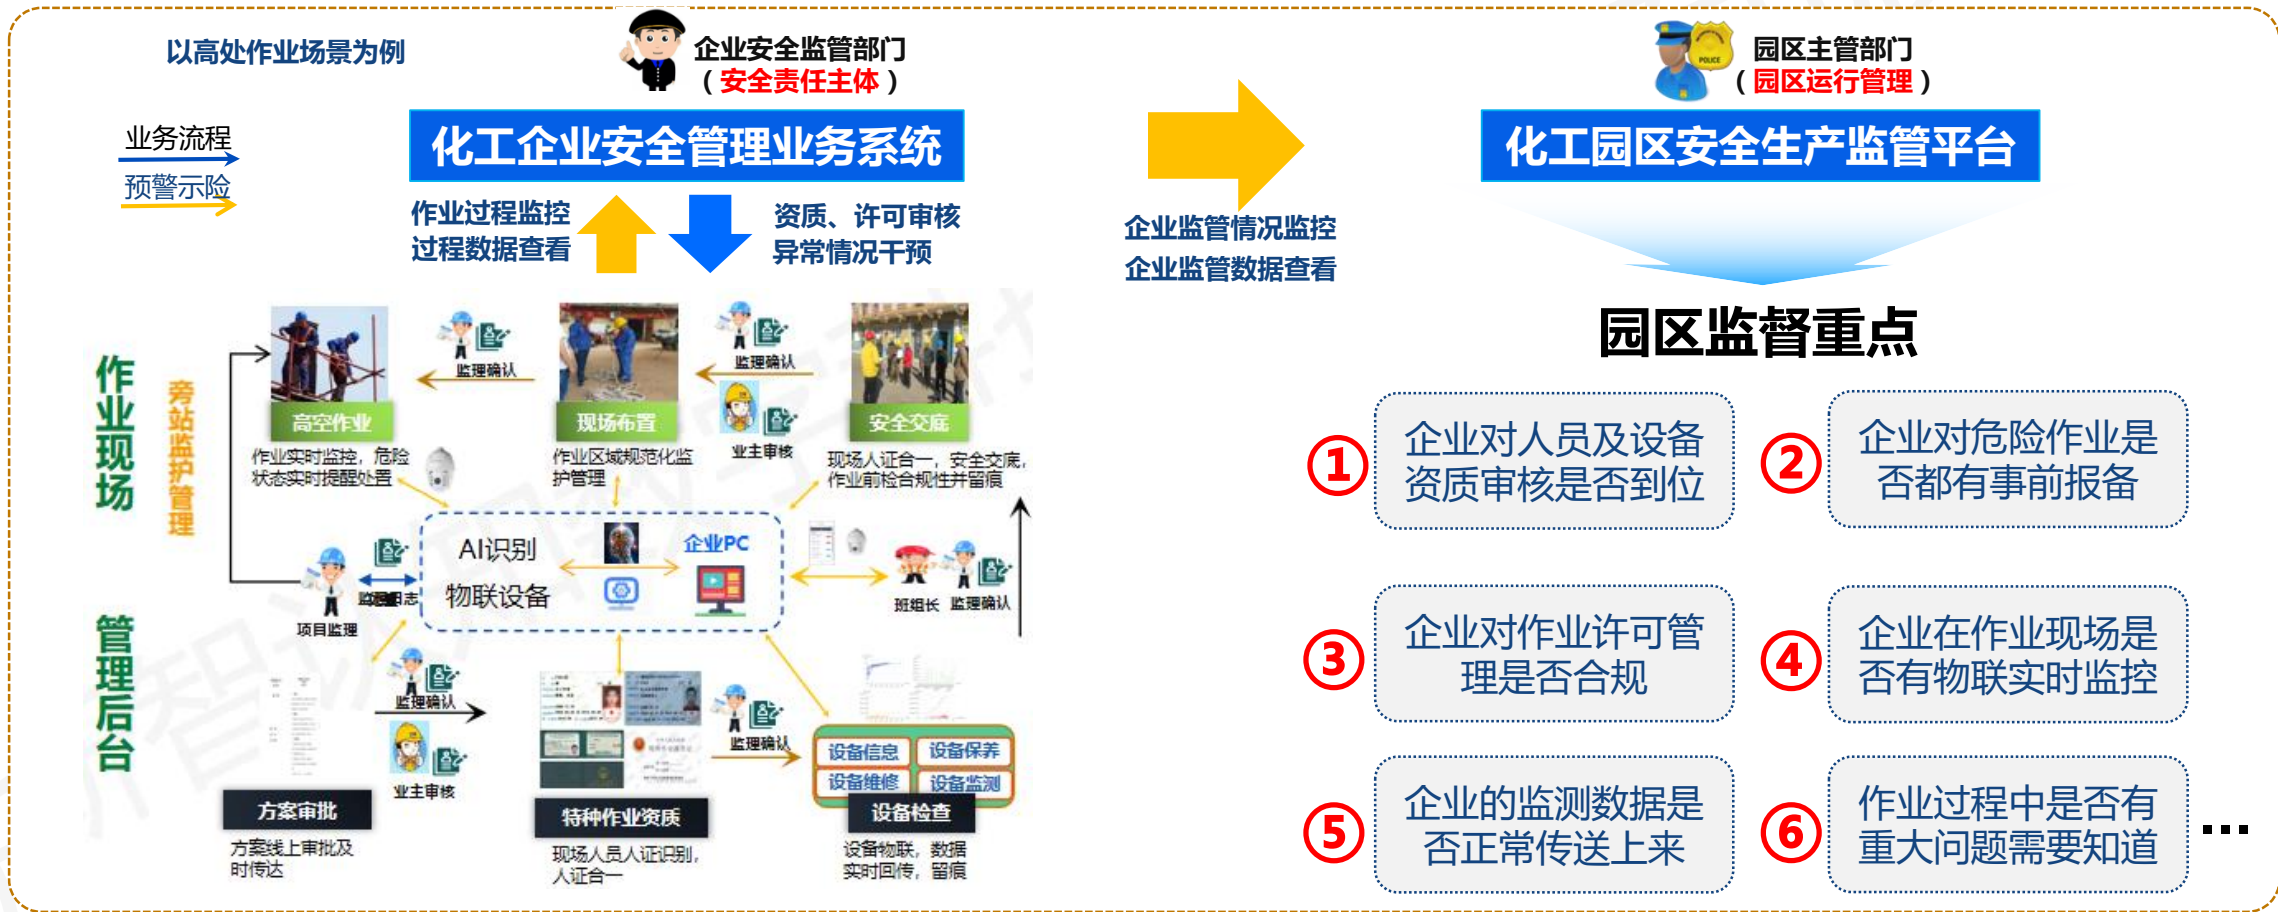 以高处作业场景为例
企业安全监管部门
（安全责任主体）
园区主管部门
（园区运行管理）
POLICE
业务流程
预警示险
化工企业安全管理业务系统
化工园区安全生产监管平台
作业过程监控
过程数据查看
资质、许可审核
异常情况干预
企业监管情况监控
企业监管数据查看
园区监督重点
作业现场
旁站监护管理
管理后台
监理确认
监理确认
业主审核
高空作业
现场布置
安全交底
作业实时监控，危险
状态实时提醒处置
作业区域规范化监
护管理
现场人证合一，安全交底，
作业前检合规性并留痕
AI识别
物联设备
企业PC
项目监理
班组长
监理确认
监理确认
业主审核
监理确认
设备信息
设备保养
设备维修
设备监测
方案审批
特种作业资质
设备检查
方案线上审批及
时传达
现场人员人证识别，
人证合一
设备物联，数据
实时回传，留痕
①
企业对人员及设备
资质审核是否到位
②
企业对危险作业是
否都有事前报备
③
企业对作业许可管
理是否合规
④
企业在作业现场是
否有物联实时监控
⑤
企业的监测数据是
否正常传送上来
⑥
作业过程中是否有
重大问题需要知道
…